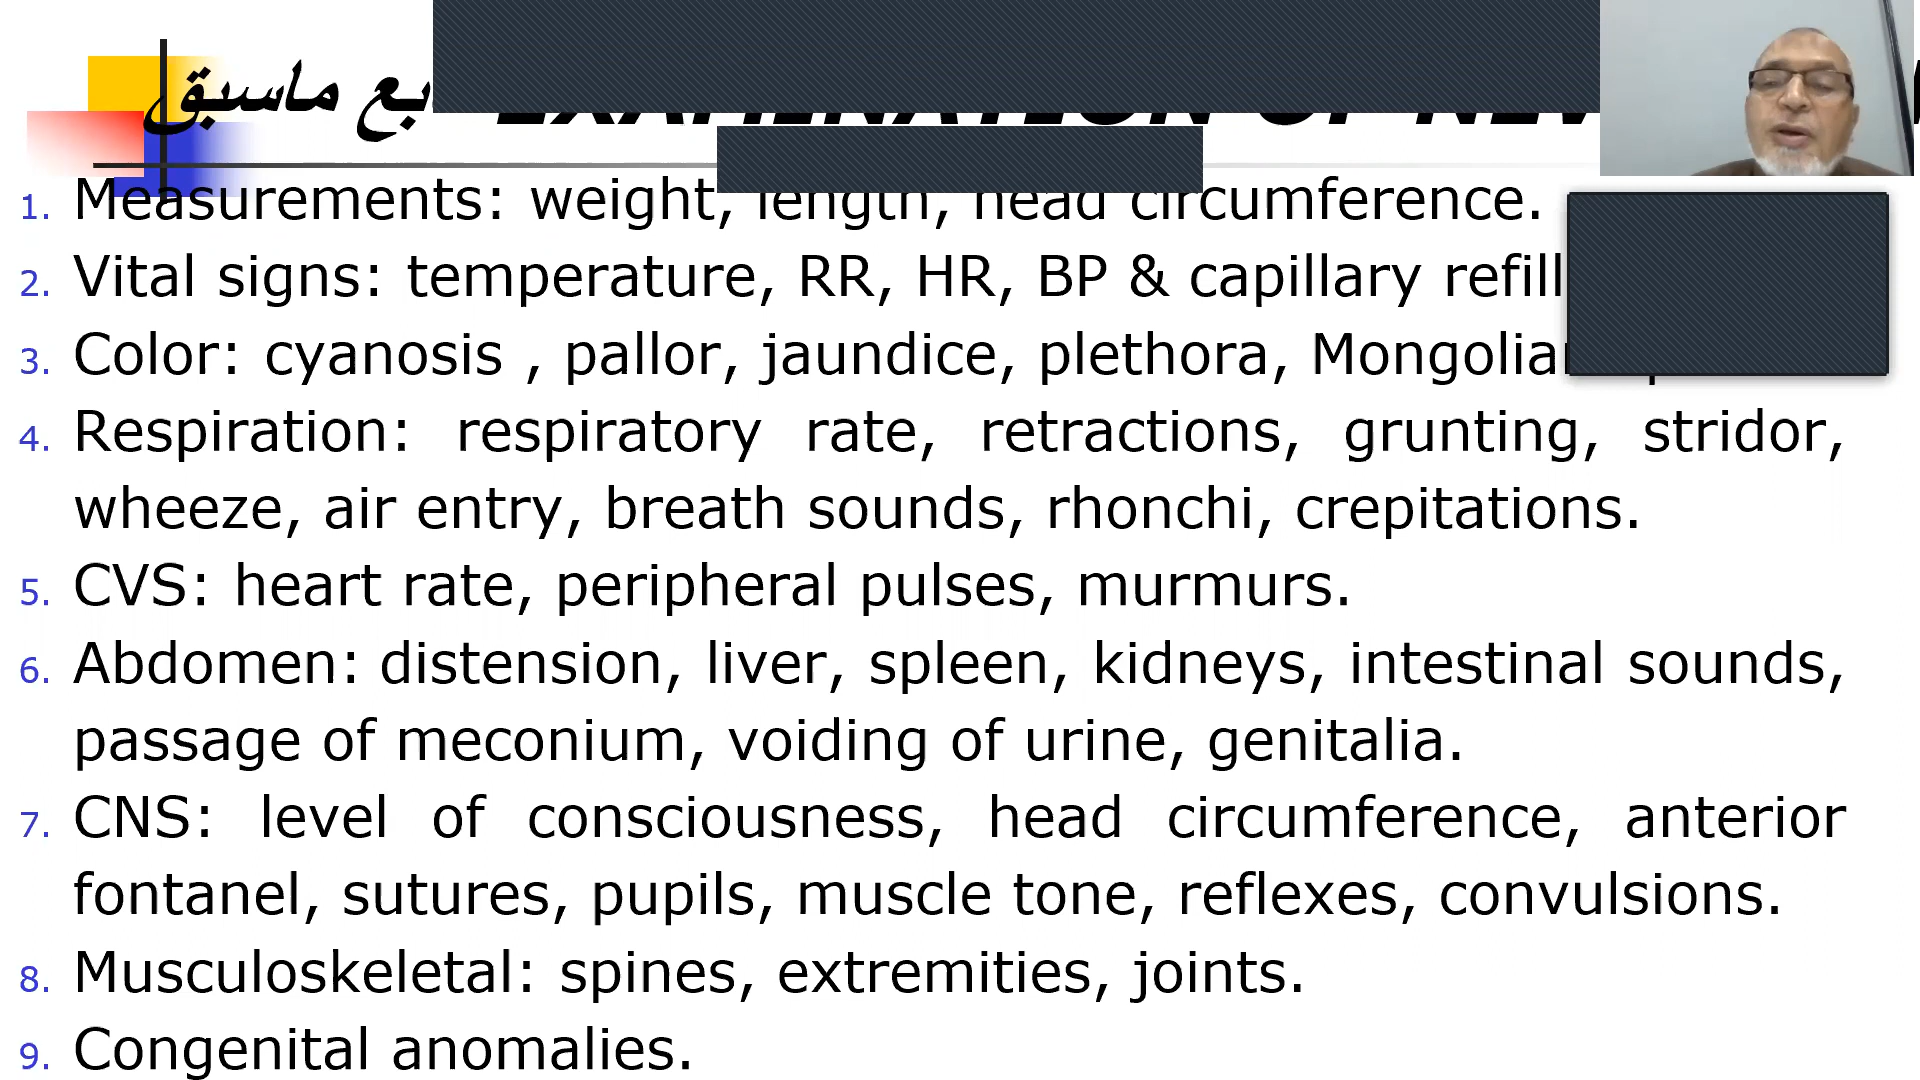 ماسبق
EXAMENATION OF
1. Measurements: weight, length, head circumference.
2. Vital signs: temperature, RR, HR, BP & capillary refill
3. Color: cyanosis , pallor, jaundice, plethora, Mongolian
4. Respiration: respiratory rate, retractions, grunting, stridor,
wheeze, air entry, breath sounds, rhonchi, crepitations.
5. CVS: heart rate, peripheral pulses, murmurs.
6. Abdomen: distension, liver, spleen, kidneys, intestinal sounds,
passage of meconium, voiding of urine, genitalia.
7. CNS: level of consciousness, head circumference, anterior
fontanel, sutures, pupils, muscle tone, reflexes, convulsions.
8. Musculoskeletal: spines, extremities, joints.
9. Congenital anomalies.